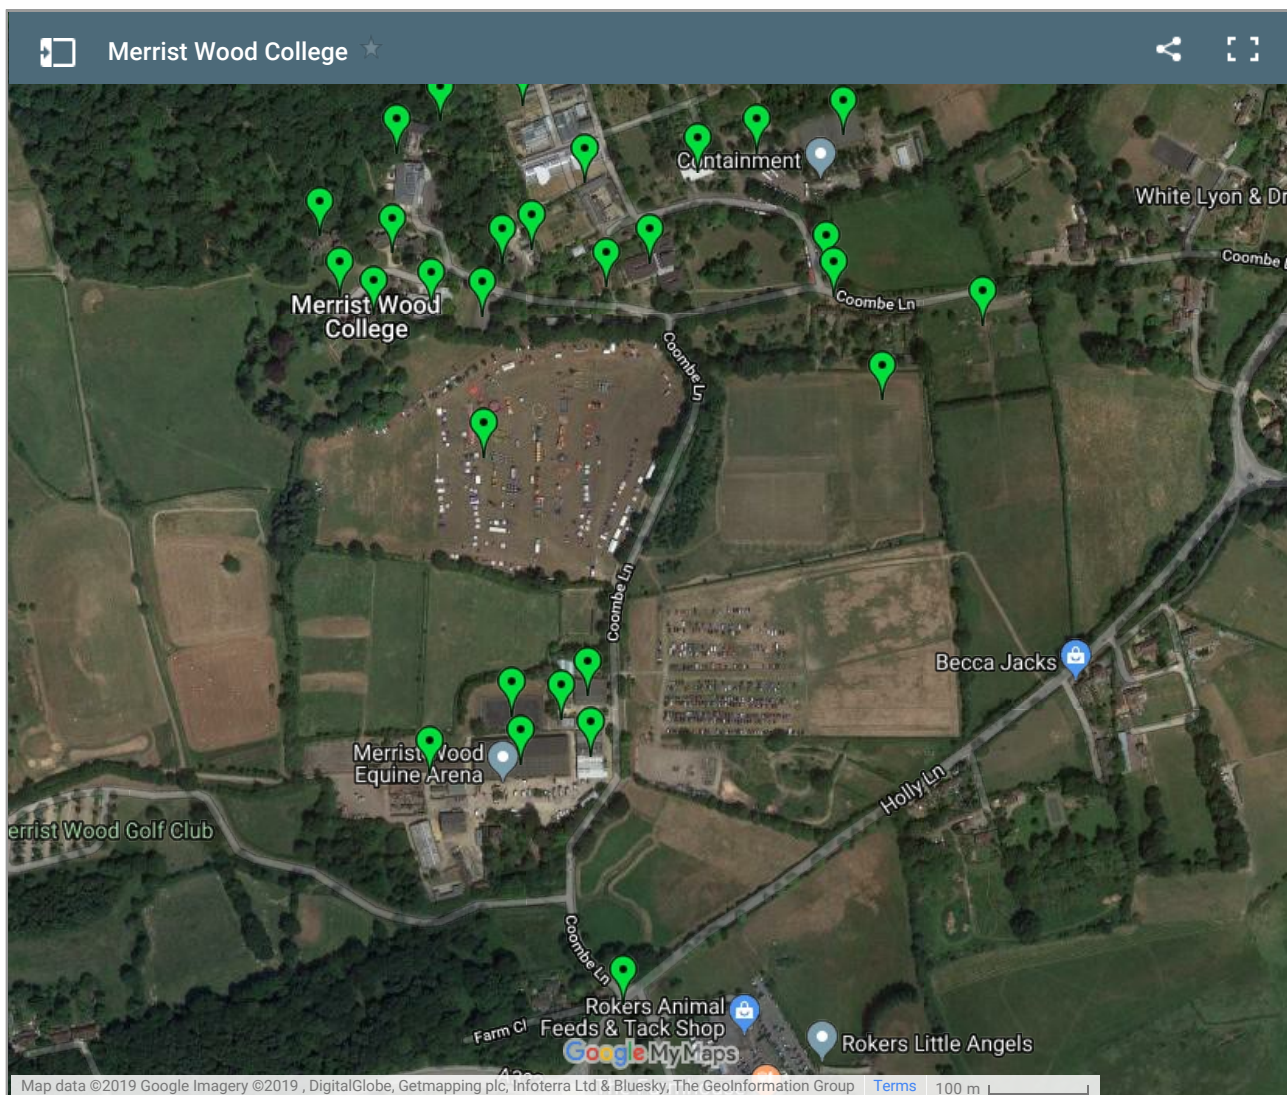 Merrist Wood College
Containment
White Lyon & Dr
Coombe
Merrist Wood
College
Coombe Ln
Coombe Ln
Coombe Ln
Becca Jacks
Merrist Wood
Equine Arena
Holly Ln
errist Wood Golf Club
Coombe Ln
Rokers Animal
Feeds & Tack Shop
Farm Cl
Rokers Little Angels
Google My Maps
Map data ©2019 Google Imagery ©2019 , DigitalGlobe, Getmapping plc, Infoterra Ltd & Bluesky, The GeoInformation Group
Terms
100 m